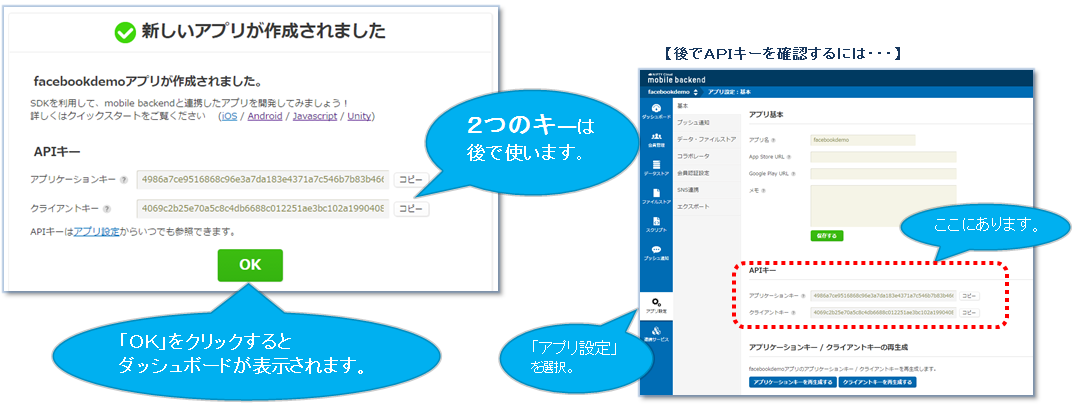 新しいアプリが作成されました
facebookdemoアプリが作成されました。
SDKを利用して、mobile backendと連携したアプリを開発してみましょう！
詳しくはクイックスタートをご覧ください （iOS / Android / Javascript / Unity）
APIキー
アプリケーションキー ? 4986a7ce9516868c96e3a7da183e4371a7c546b7b83b46 コピー
クライアントキー ? 4069c2b25e70a5c8c4db6688c012251ae3bc102a1990408 コピー
APIキーはアプリ設定からいつでも参照できます。
OK
2つのキーは
後で使います。
「OK」をクリックすると
ダッシュボードが表示されます。
【後でAPIキーを確認するには・・・】
NIFTY Cloud
mobile backend
facebookdemo
アプリ設定：基本
ダッシュボード
会員管理
データストア
ファイルストア
スクリプト
プッシュ通知
アプリ設定
基本
プッシュ通知
データ・ファイルストア
コラボレータ
会員認証設定
SNS連携
エクスポート
アプリ基本
アプリ名 facebookdemo
App Store URL
Google Play URL
メモ
保存する
ここにあります。
APIキー
アプリケーションキー 4986a7ce9516868c96e3a7da183e4371a7c546b7b83b46 コピー
クライアントキー 4069c2b25e70a5c8c4db6688c012251ae3bc102a1990408 コピー
「アプリ設定」
を選択。
アプリケーションキー / クライアントキーの再生成
facebookdemoアプリのアプリケーションキー / クライアントキーを再生成します。
アプリケーションキーを再生成する クライアントキーを再生成する